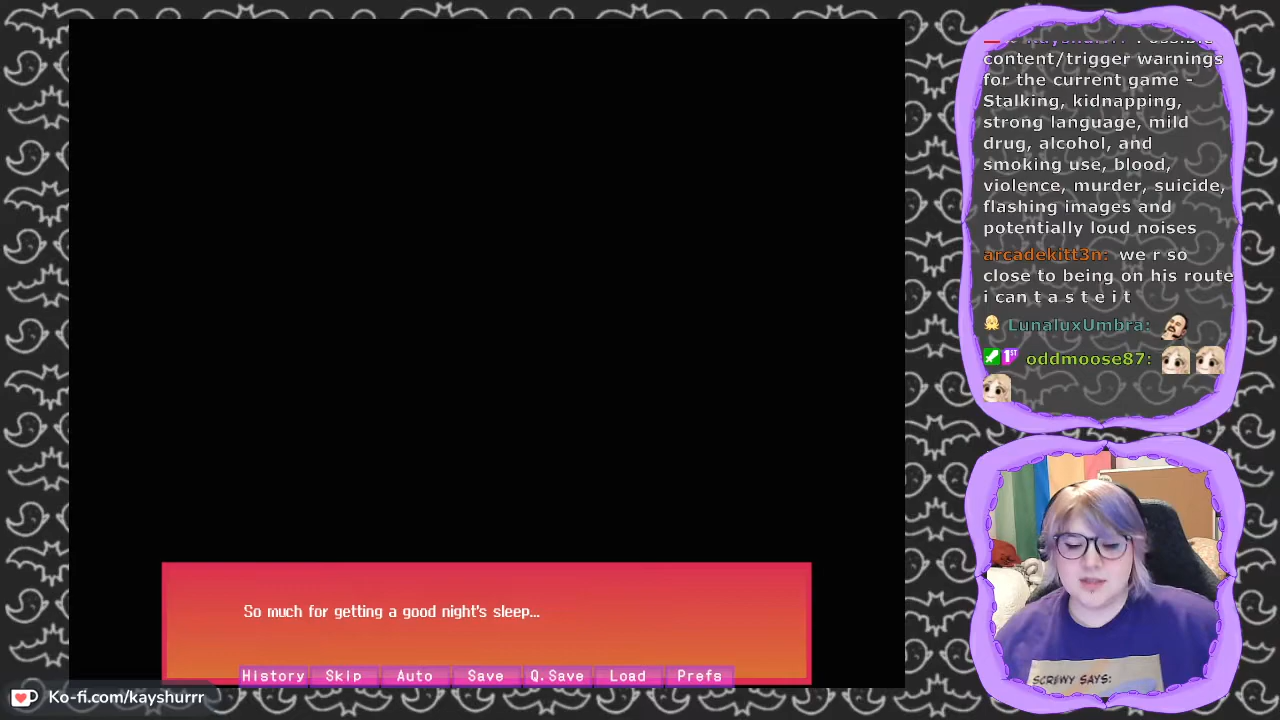 content/trigger warnings
for the current game -
Stalking, kidnapping,
strong language, mild
drug, alcohol, and
smoking use, blood,
violence, murder, suicide,
flashing images and
potentially loud noises
arcadekitt3n: we r so
close to being on his route
i can t a s t e i t
LunaluxUmbra:
1ST oddmoose87:
So much for getting a good night's sleep...
History Skip Auto Save Q.Save Load Prefs
SCREWY SAYS:
Ko-fi.com/kayshurrr